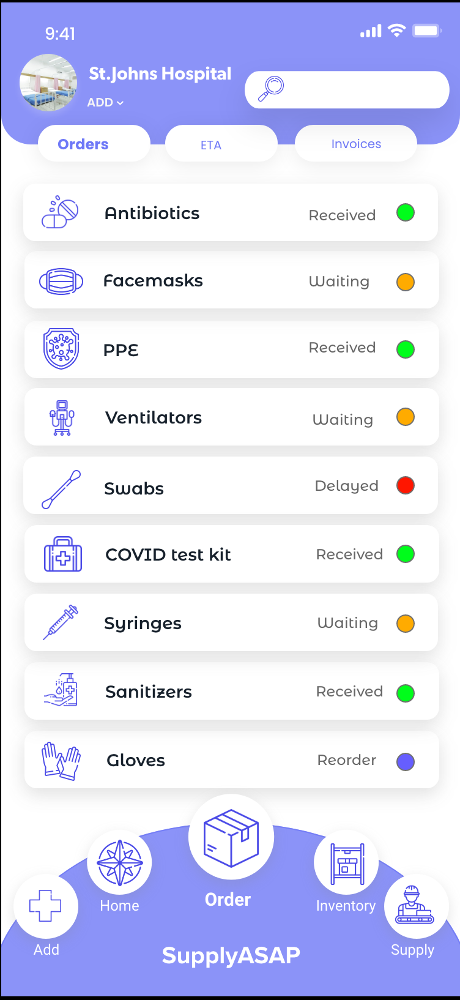 9:41
St.Johns Hospital
ADD
Orders
ETA
Invoices
Antibiotics Received
Facemasks Waiting
PPE Received
Ventilators Waiting
Swabs Delayed
COVID test kit Received
Syringes Waiting
Sanitizers Received
Gloves Reorder
Order
Home
Inventory
Add
Supply
SupplyASAP